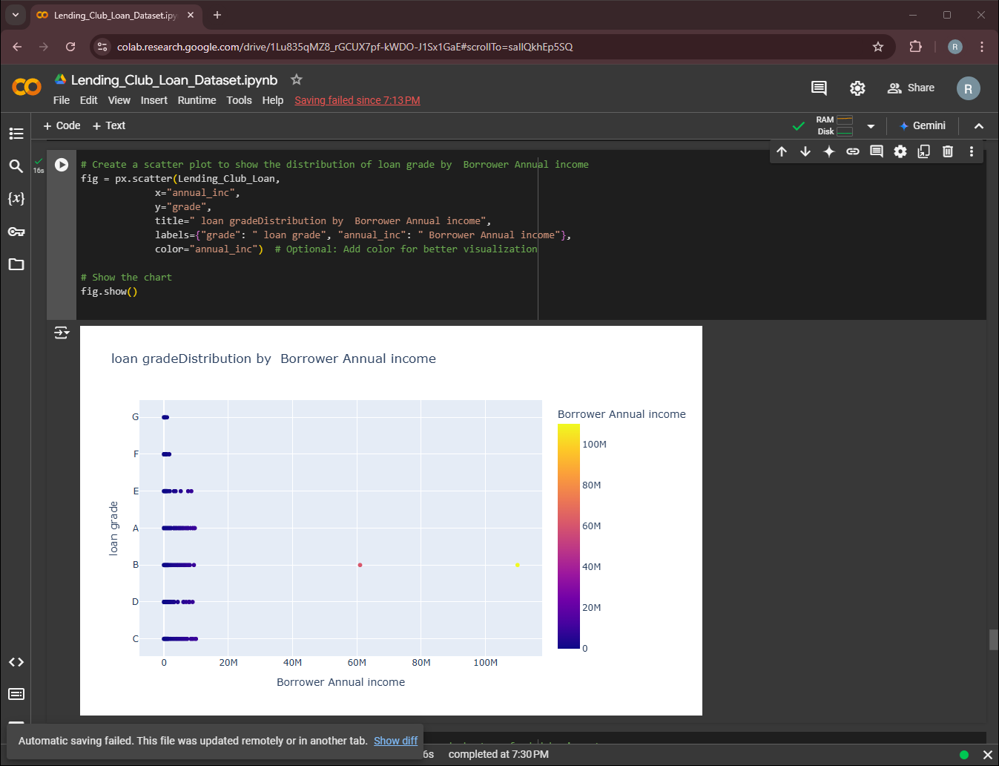 Lending_Club_Loan_Dataset.ipy
colab.research.google.com/drive/1Lu835qMZ8_rGCUX7pf-kWDO-J1Sx1GaE#scrollTo=saIlQkhEp5SQ
R
CO
Lending_Club_Loan_Dataset.ipynb
File Edit View Insert Runtime Tools Help Saving failed since 7:13 PM
Share
R
+ Code + Text
RAM
Disk
Gemini
16s
{x}
# Create a scatter plot to show the distribution of loan grade by  Borrower Annual income
fig = px.scatter(Lending_Club_Loan,
             x="annual_inc",
             y="grade",
             title=" loan gradeDistribution by  Borrower Annual income",
             labels={"grade": " loan grade", "annual_inc": " Borrower Annual income"},
             color="annual_inc")  # Optional: Add color for better visualization
# Show the chart
fig.show()
loan gradeDistribution by  Borrower Annual income
loan grade
G
F
E
A
B
D
C
0 20M 40M 60M 80M 100M
Borrower Annual income
Borrower Annual income
100M
80M
60M
40M
20M
0
Automatic saving failed. This file was updated remotely or in another tab. Show diff
6s completed at 7:30 PM